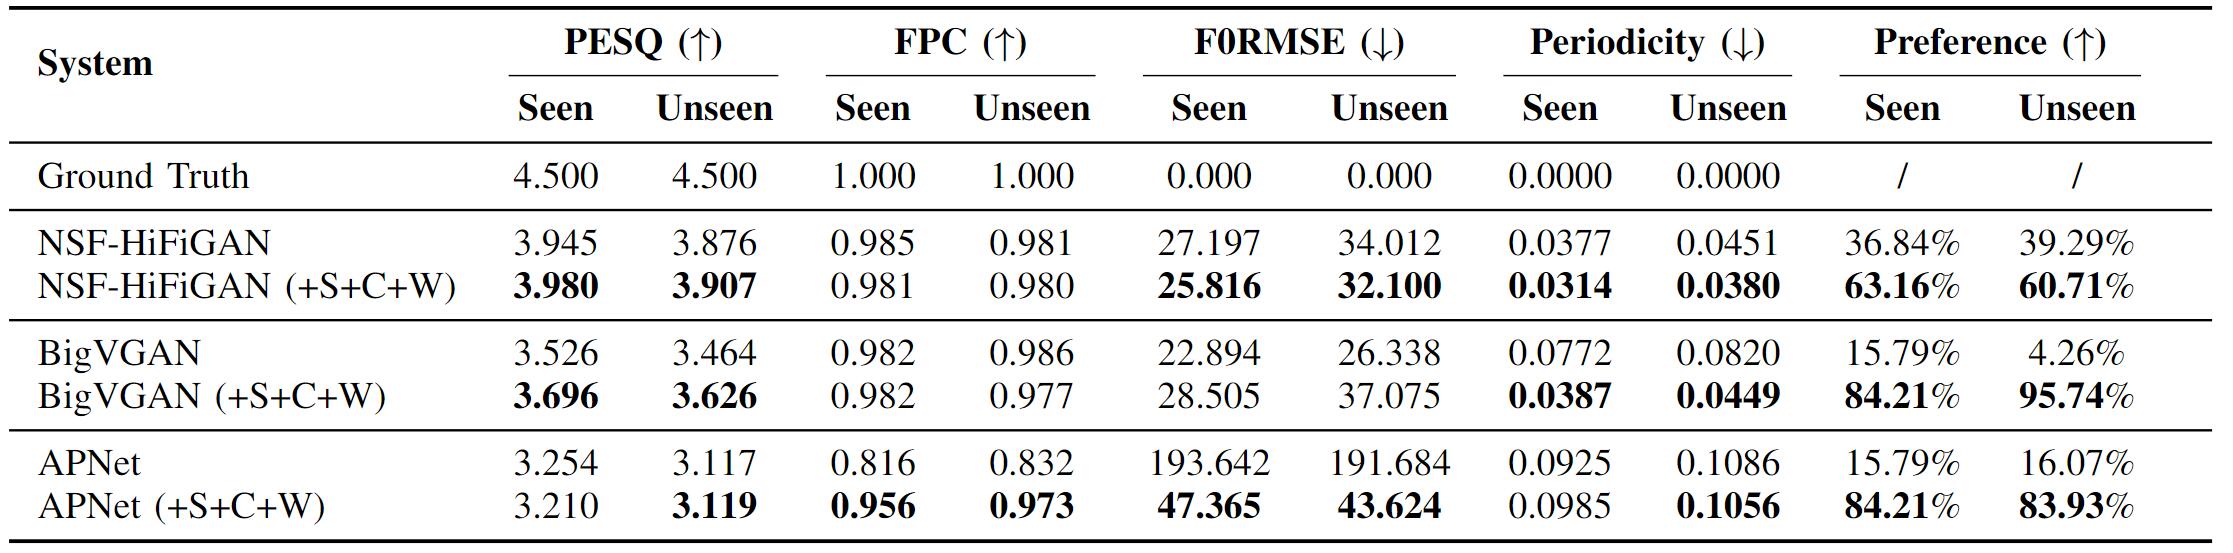 System PESQ (↑) FPC (↑) F0RMSE (↓) Periodicity (↓) Preference (↑)
Seen Unseen Seen Unseen Seen Unseen Seen Unseen Seen Unseen
Ground Truth 4.500 4.500 1.000 1.000 0.000 0.000 0.0000 0.0000 / /
NSF-HiFiGAN 3.945 3.876 0.985 0.981 27.197 34.012 0.0377 0.0451 36.84% 39.29%
NSF-HiFiGAN (+S+C+W) 3.980 3.907 0.981 0.980 25.816 32.100 0.0314 0.0380 63.16% 60.71%
BigVGAN 3.526 3.464 0.982 0.986 22.894 26.338 0.0772 0.0820 15.79% 4.26%
BigVGAN (+S+C+W) 3.696 3.626 0.982 0.977 28.505 37.075 0.0387 0.0449 84.21% 95.74%
APNet 3.254 3.117 0.816 0.832 193.642 191.684 0.0925 0.1086 15.79% 16.07%
APNet (+S+C+W) 3.210 3.119 0.956 0.973 47.365 43.624 0.0985 0.1056 84.21% 83.93%